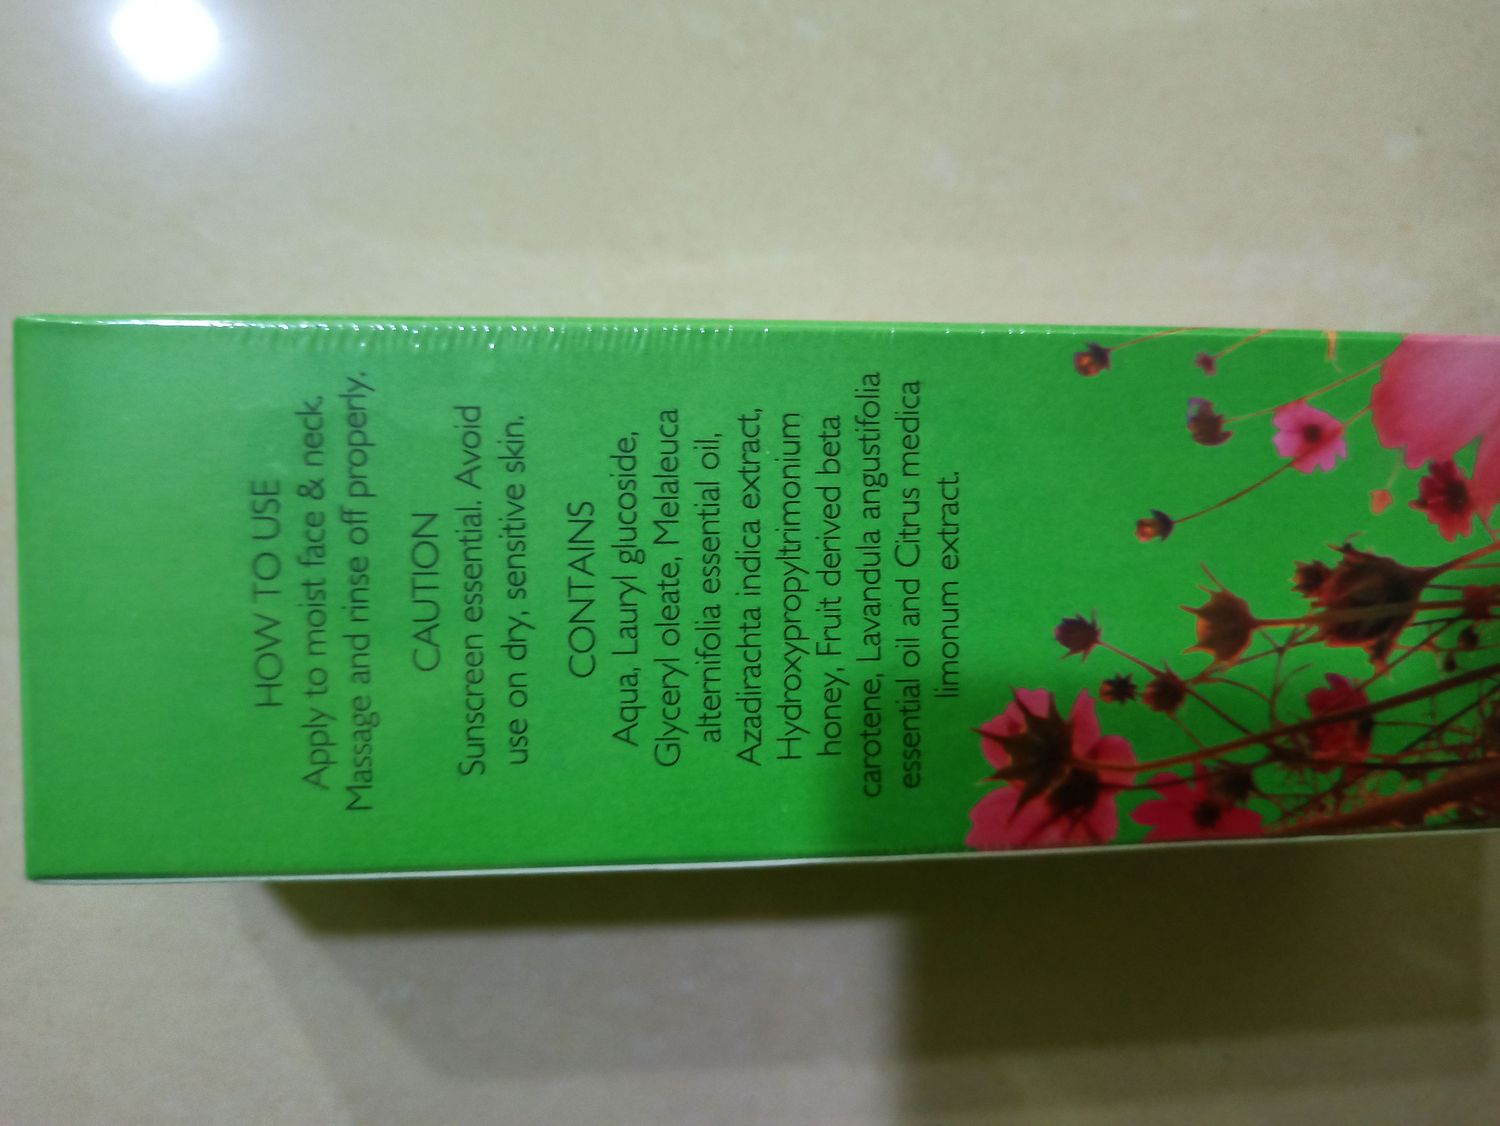 HOW TO USE
Apply to moist face & neck.
Massage and rinse off properly.
CAUTION
Sunscreen essential. Avoid
use on dry, sensitive skin.
CONTAINS
Aqua, Lauryl glucoside,
Glyceryl oleate, Melaleuca
alternifolia essential oil,
Azadirachta indica extract,
Hydroxypropyltrimonium
honey, Fruit derived beta
carotene, Lavandula angustifolia
essential oil and Citrus medica
limonum extract.